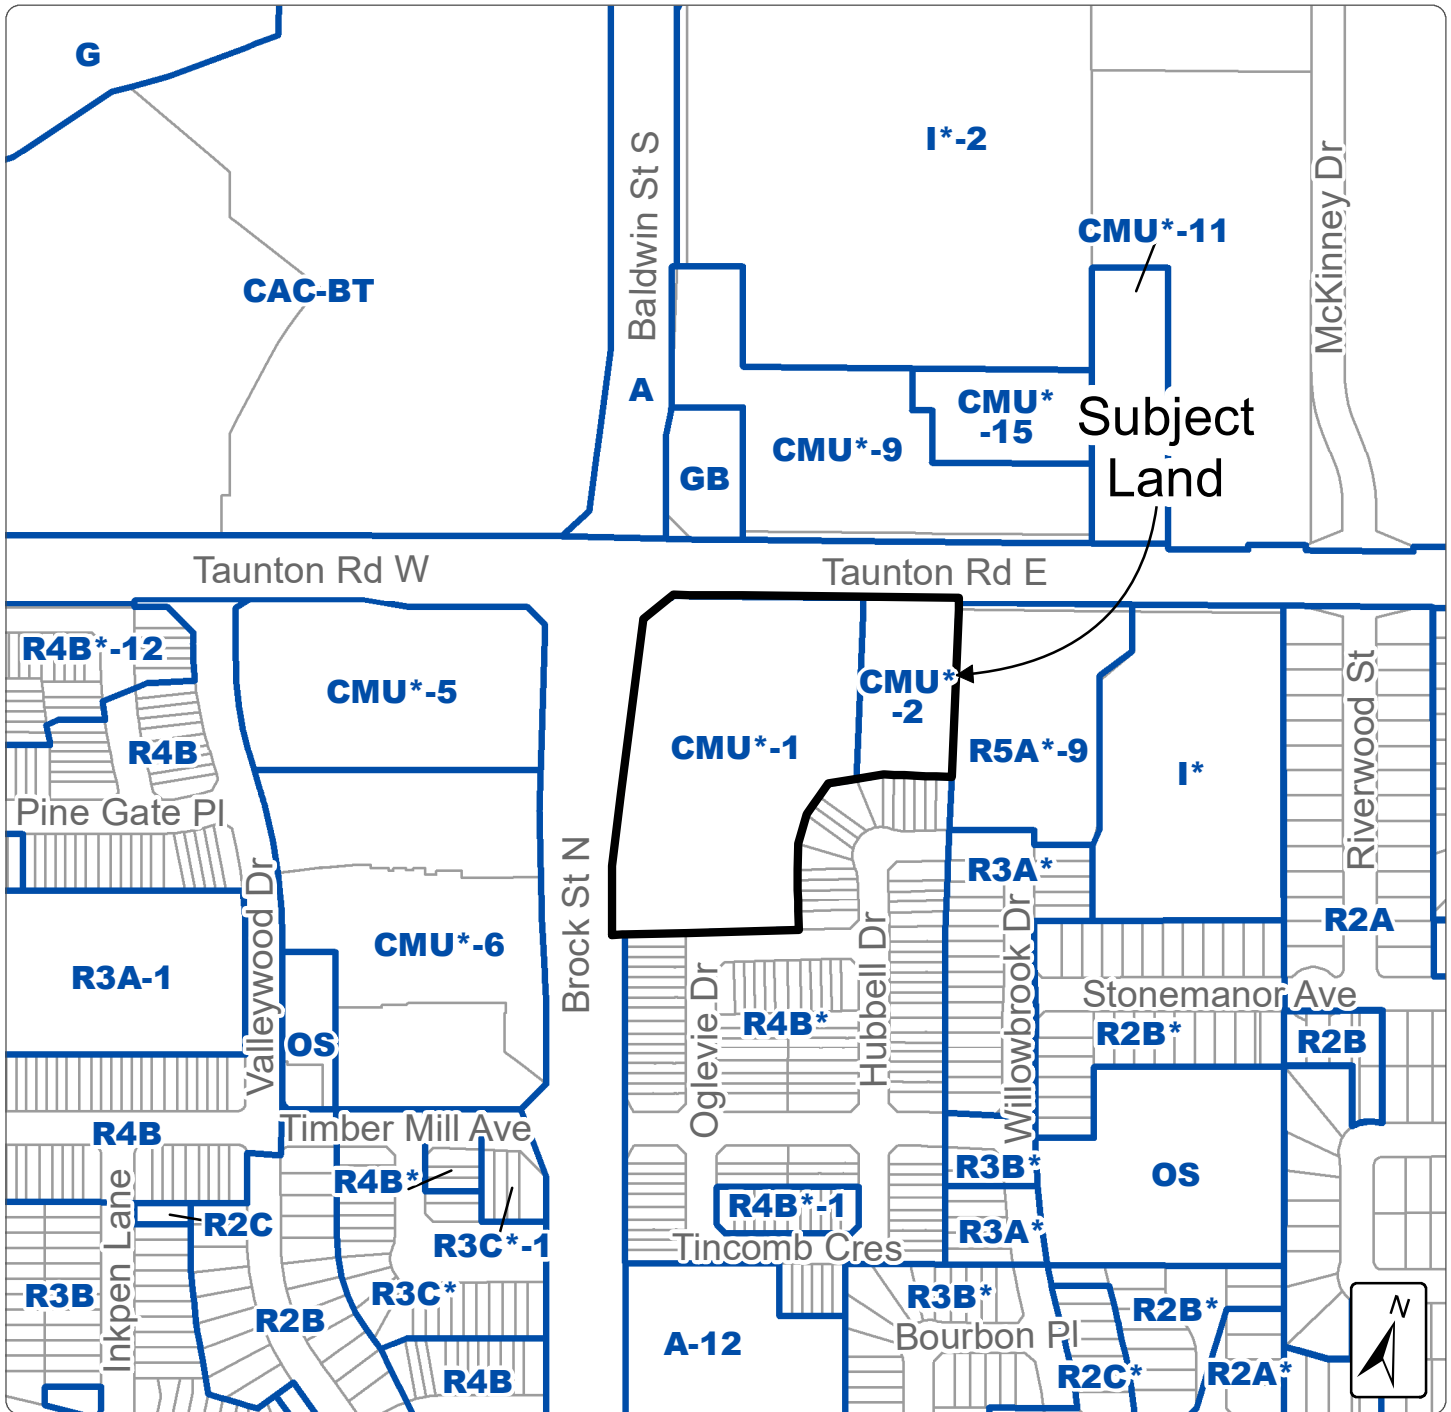 G
I*-2
Baldwin St S
McKinney Dr
CMU*-11
CAC-BT
A
CMU*
-15
Subject
Land
CMU*-9
GB
Taunton Rd W
Taunton Rd E
R4B*-12
CMU*-5
CMU*
-2
CMU*-1
R5A*-9
I*
Riverwood St
R4B
Pine Gate Pl
Valleywood Dr
Brock St N
R3A*
R2A
CMU*-6
R3A-1
Hubbell Dr
Willowbrook Dr
Oglevie Dr
Stonemanor Ave
R4B*
R2B*
R2B
OS
Timber Mill Ave
R4B
R4B*
R3B*
OS
R4B*-1
R2C
R3C*-1
R3A*
Tincomb Cres
Inkpen Lane
R3B
R3C*
R3B*
R2B*
R2B
Bourbon Pl
A-12
R4B
R2C*
R2A*
N